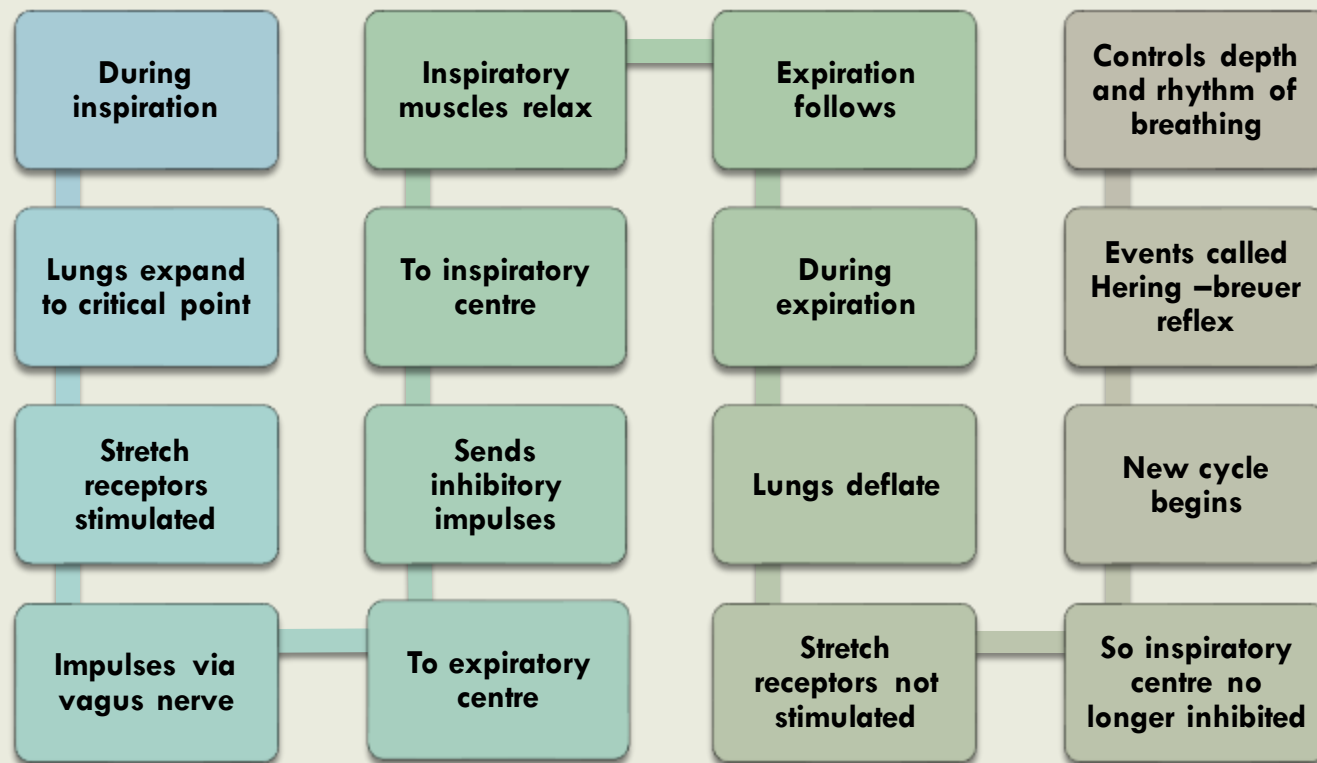 During
inspiration
Lungs expand
to critical point
Stretch
receptors
stimulated
Impulses via
vagus nerve
To expiratory
centre
Sends
inhibitory
impulses
To inspiratory
centre
Inspiratory
muscles relax
Expiration
follows
During
expiration
Lungs deflate
Stretch
receptors not
stimulated
So inspiratory
centre no
longer inhibited
New cycle
begins
Events called
Hering –breuer
reflex
Controls depth
and rhythm of
breathing